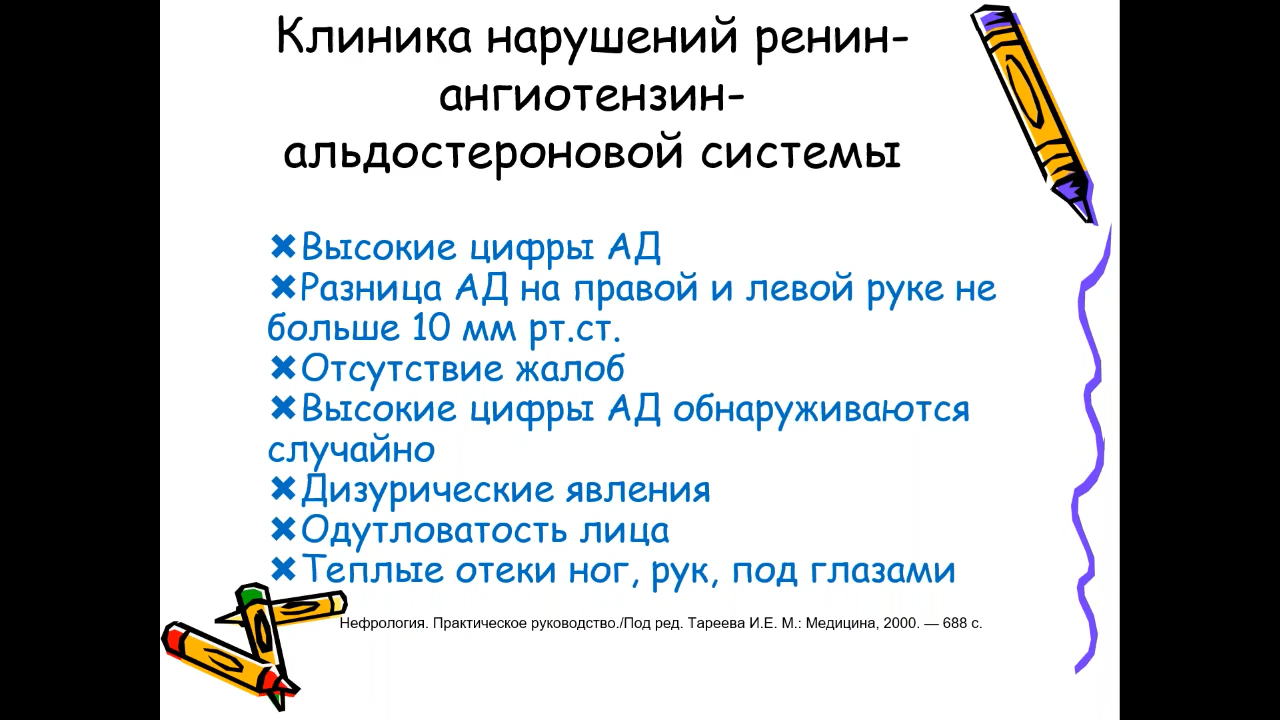 Клиника нарушений ренин-
ангиотензин-
альдостероновой системы
✖Высокие цифры АД
✖Разница АД на правой и левой руке не
больше 10 мм рт.ст.
✖Отсутствие жалоб
✖Высокие цифры АД обнаруживаются
случайно
✖Дизурические явления
✖Одутловатость лица
✖Теплые отеки ног, рук, под глазами
Нефрология. Практическое руководство./Под ред. Тареева И.Е. М.: Медицина, 2000. — 688 с.